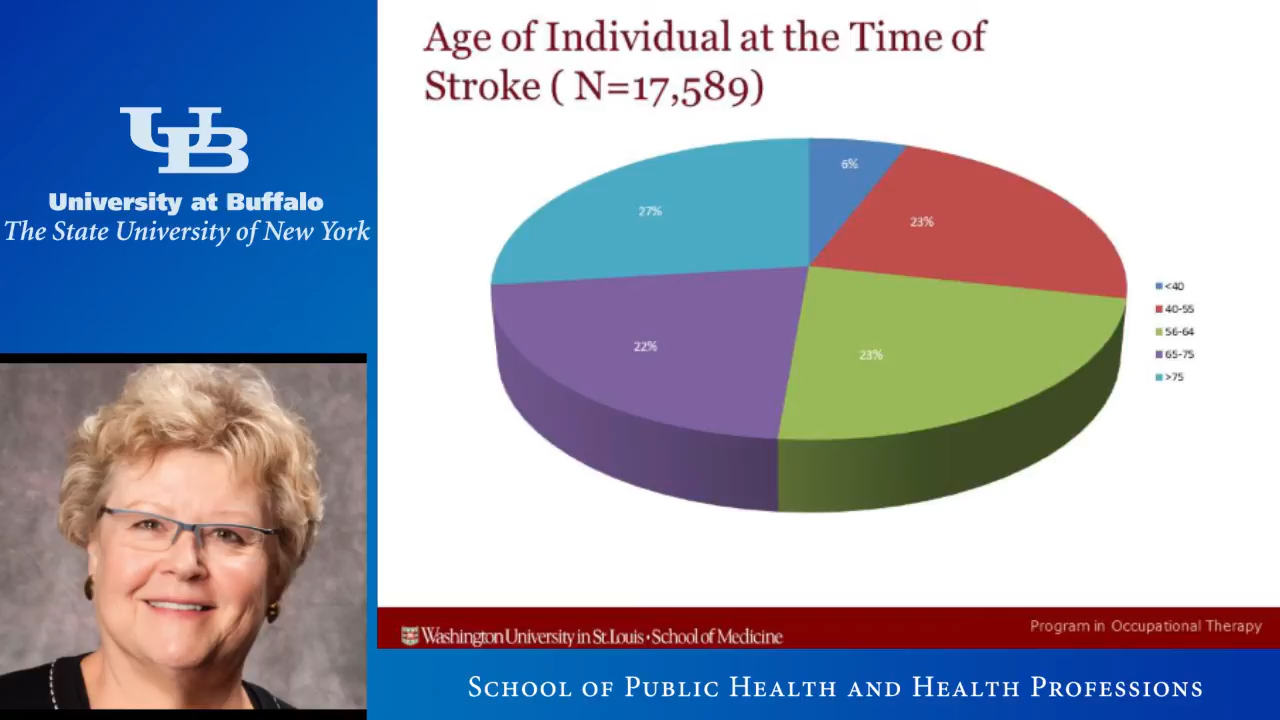 UB
University at Buffalo
The State University of New York
Age of Individual at the Time of
Stroke ( N=17,589)
6%
23%
27%
22%
23%
<40
40-55
56-64
65-75
>75
Washington University in St. Louis • School of Medicine
Program in Occupational Therapy
School of Public Health and Health Professions